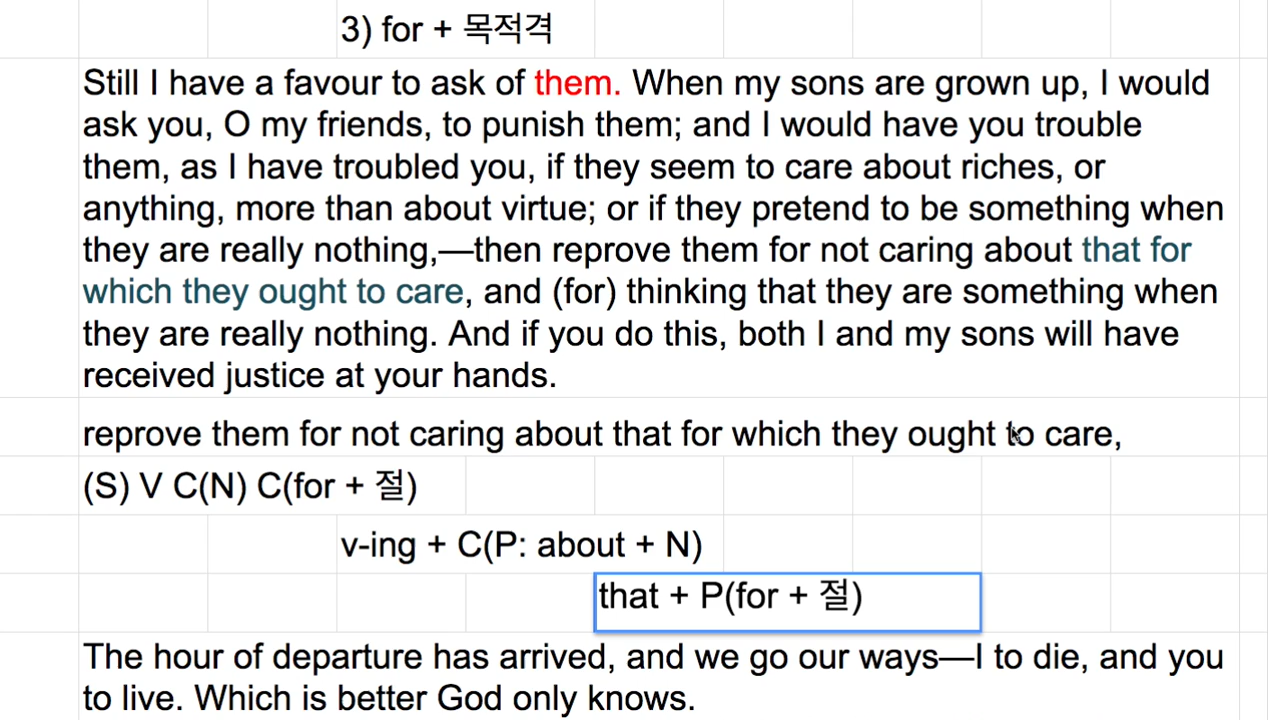 3) for + 목적격
Still I have a favour to ask of them. When my sons are grown up, I would
ask you, O my friends, to punish them; and I would have you trouble
them, as I have troubled you, if they seem to care about riches, or
anything, more than about virtue; or if they pretend to be something when
they are really nothing,—then reprove them for not caring about that for
which they ought to care, and (for) thinking that they are something when
they are really nothing. And if you do this, both I and my sons will have
received justice at your hands.
reprove them for not caring about that for which they ought to care,
(S) V C(N) C(for + 절)
v-ing + C(P: about + N)
that + P(for + 절)
The hour of departure has arrived, and we go our ways—I to die, and you
to live. Which is better God only knows.